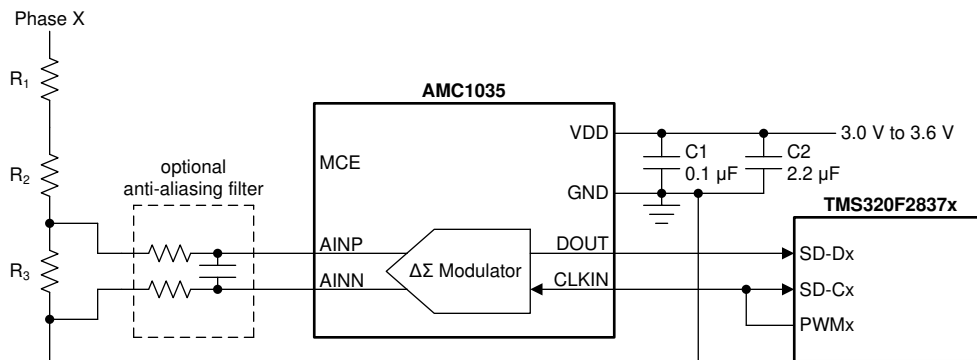 Phase X
R1
R2
R3
optional
anti-aliasing filter
AMC1035
MCE
AINP
AINN
ΔΣ Modulator
VDD
GND
DOUT
CLKIN
C1
0.1 µF
C2
2.2 µF
3.0 V to 3.6 V
TMS320F2837x
SD-Dx
SD-Cx
PWMx